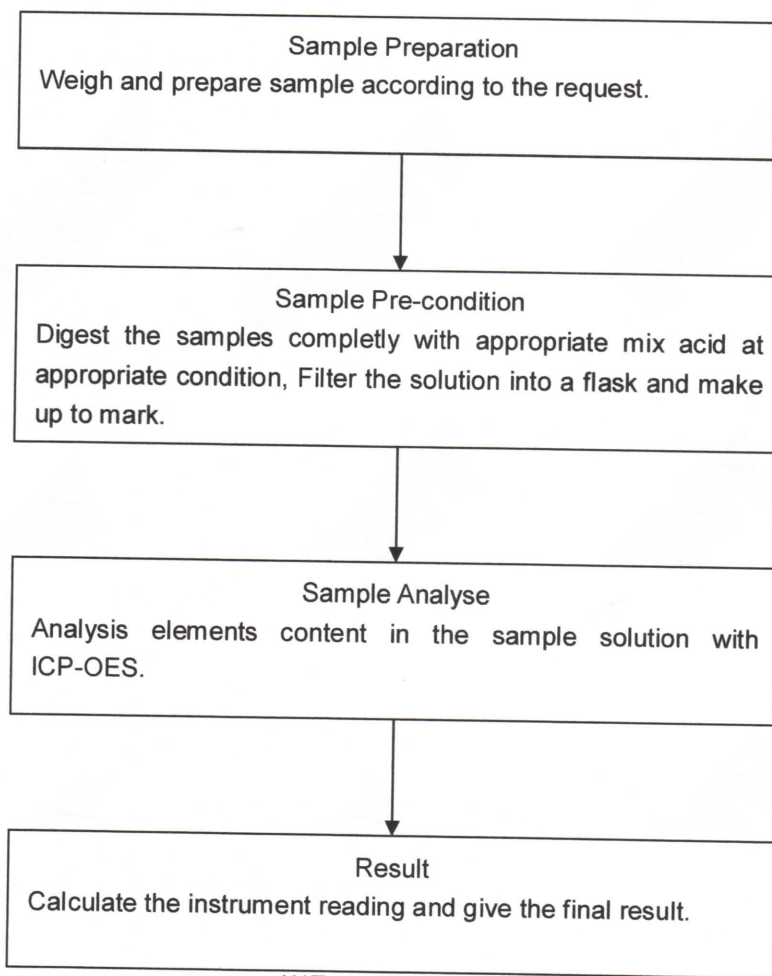 Sample Preparation
Weigh and prepare sample according to the request.
Sample Pre-condition
Digest the samples completly with appropriate mix acid at
appropriate condition, Filter the solution into a flask and make
up to mark.
Sample Analyse
Analysis elements content in the sample solution with
ICP-OES.
Result
Calculate the instrument reading and give the final result.